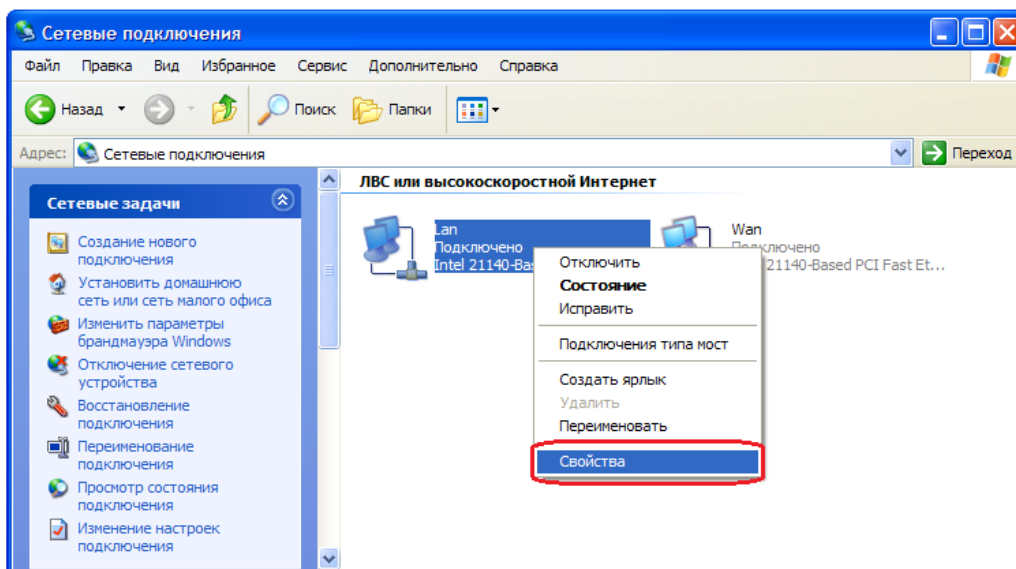 Сетевые подключения
Файл Правка Вид Избранное Сервис Дополнительно Справка
Назад Поиск Папки
Адрес: Сетевые подключения Переход
Сетевые задачи
Создание нового
подключения
Установить домашнюю
сеть или сеть малого офиса
Изменить параметры
брандмауэра Windows
Отключение сетевого
устройства
Восстановление
подключения
Переименование
подключения
Просмотр состояния
подключения
Изменение настроек
подключения
ЛВС или высокоскоростной Интернет
Lan
Подключено
Intel 21140-Bas
Wan
Подключено
21140-Based PCI Fast Et...
Отключить
Состояние
Исправить
Подключения типа мост
Создать ярлык
Удалить
Переименовать
Свойства